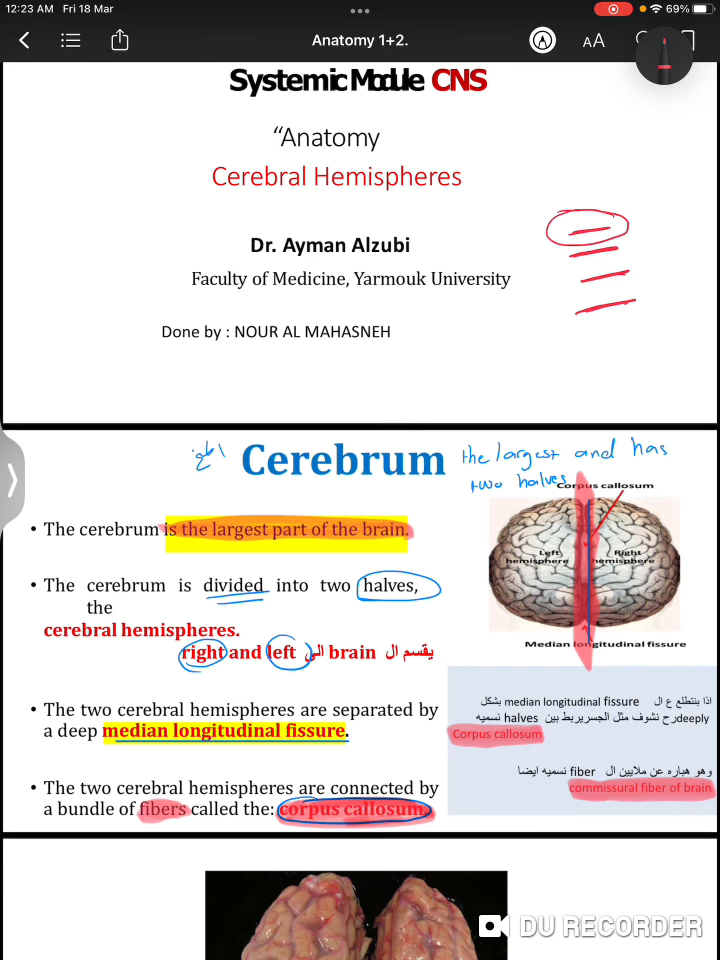 12:23 AM Fri 18 Mar
69%
Anatomy 1+2.
AA
Systemic Module CNS
“Anatomy
Cerebral Hemispheres
Dr. Ayman Alzubi
Faculty of Medicine, Yarmouk University
Done by : NOUR AL MAHASNEH
المخ
Cerebrum
the largest and has
two halves
Corpus callosum
• The cerebrum is the largest part of the brain.
Left hemisphere
Right hemisphere
• The cerebrum is divided into two halves,
the
cerebral hemispheres.
Median longitudinal fissure
يقسم ال brain الى right and left
• The two cerebral hemispheres are separated by
a deep median longitudinal fissure.
اذا بنتطلع ع ال median longitudinal fissure بشكل
deeply رح نشوف مثل الجسر يربط بين halves نسميه
Corpus callosum
وهو هباره عن ملايين ال fiber نسميه ايضا
commissural fiber of brain
• The two cerebral hemispheres are connected by
a bundle of fibers called the: corpus callosum.
DU RECORDER